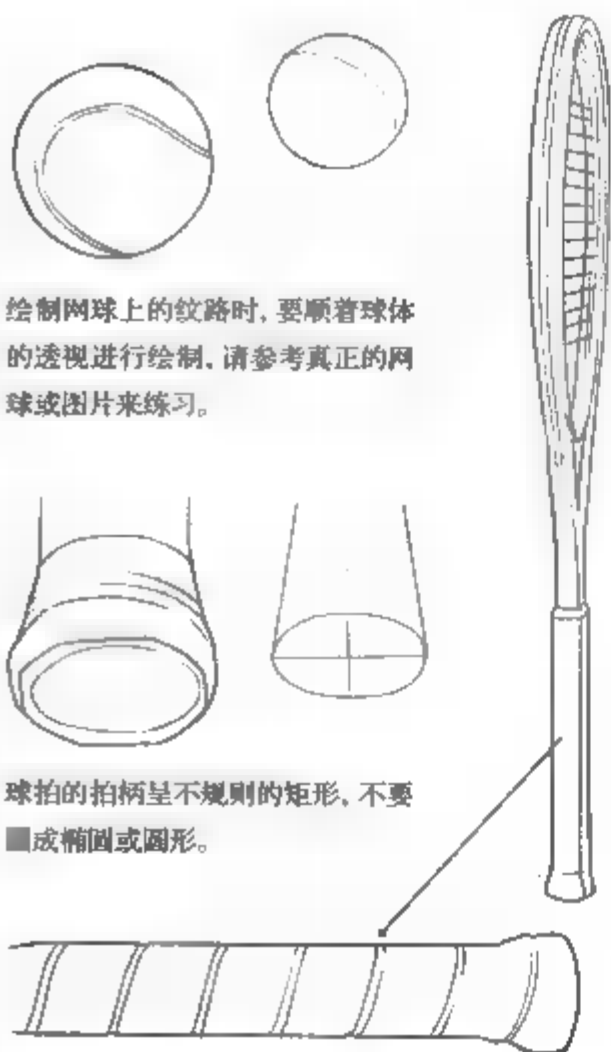 绘制网球上的纹路时，要顺着球体
的透视进行绘制，请参考真正的网
球或图片来练习。
球拍的拍柄呈不规则的矩形，不要
成椭圆或圆形。